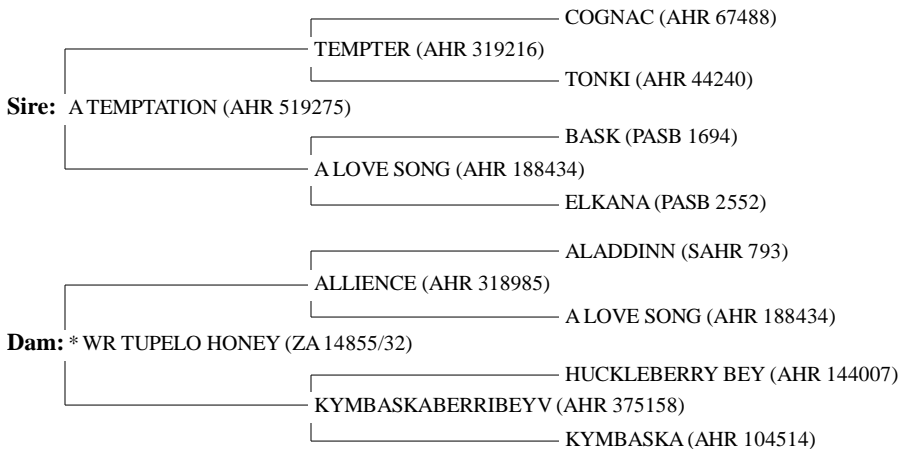 COGNAC (AHR 67488)
TEMPTER (AHR 319216)
TONKI (AHR 44240)
Sire: A TEMPTATION (AHR 519275)
BASK (PASB 1694)
A LOVE SONG (AHR 188434)
ELKANA (PASB 2552)
ALADDINN (SAHR 793)
ALLIENCE (AHR 318985)
A LOVE SONG (AHR 188434)
Dam: * WR TUPELO HONEY (ZA 14855/32)
HUCKLEBERRY BEY (AHR 144007)
KYMBASKABERRIBEYV (AHR 375158)
KYMBASKA (AHR 104514)